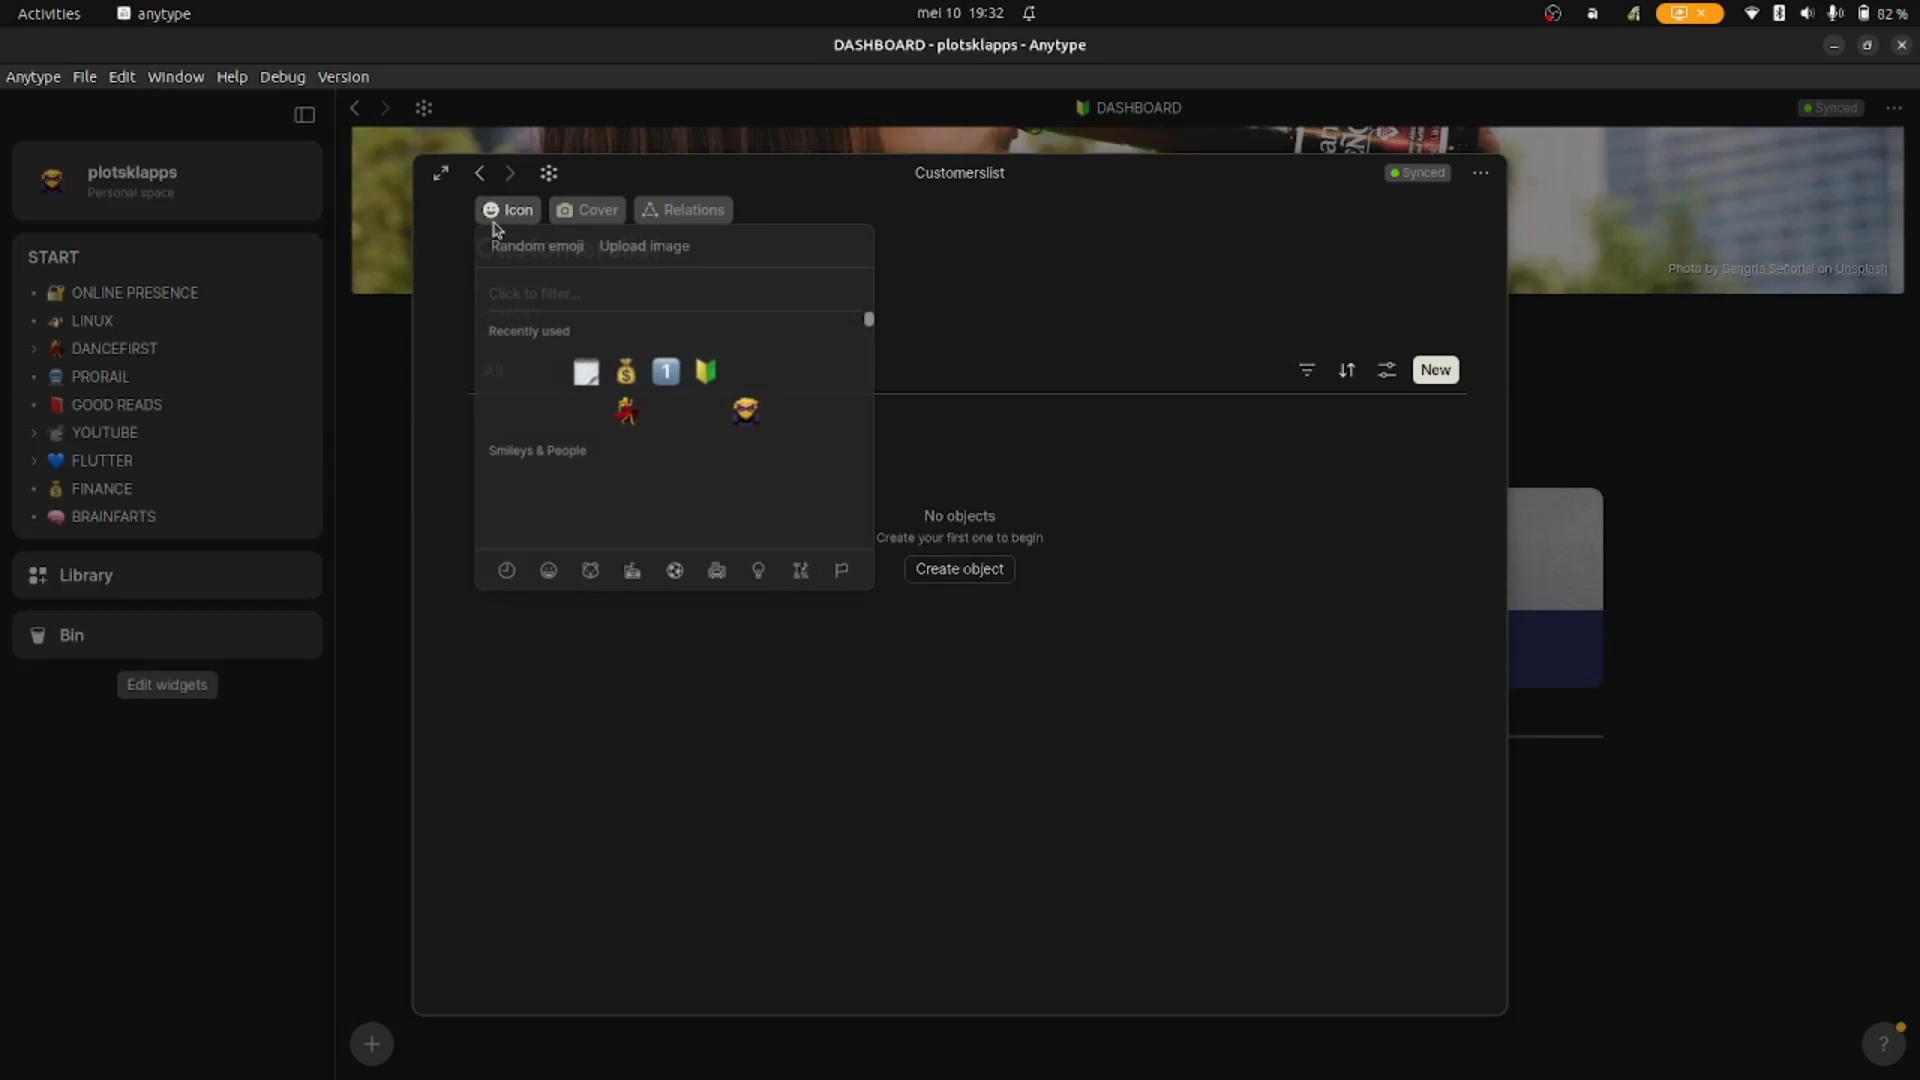 Activities anytype mei 10 19:32 82 %
DASHBOARD - plotsklapps - Anytype
Anytype File Edit Window Help Debug Version
DASHBOARD Synced
plotsklapps
Personal space
Customerslist Synced
Icon Cover Relations
Random emoji Upload image
START
Photo by Sengria Señorial on Unsplash
ONLINE PRESENCE
Click to filter...
LINUX
Recently used
DANCEFIRST
All New
PRORAIL
GOOD READS
YOUTUBE
Smileys & People
FLUTTER
FINANCE
BRAINFARTS
No objects
Create your first one to begin
Create object
Library
Bin
Edit widgets